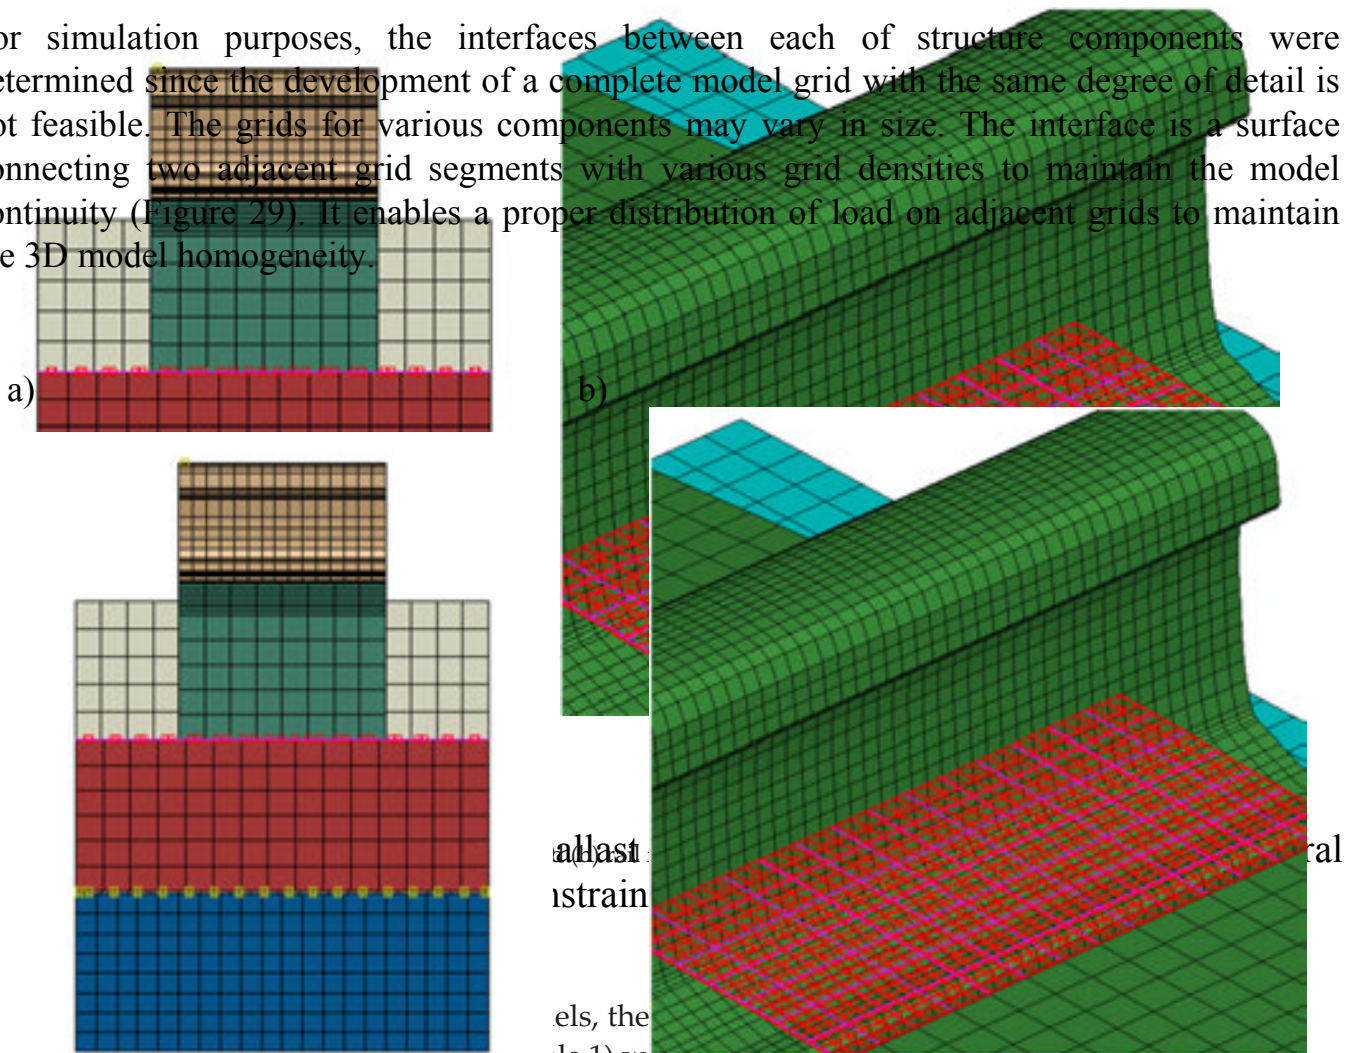 or simulation purposes, the interfaces between each of structure components were
etermined since the development of a complete model grid with the same degree of detail is
ot feasible. The grids for various components may vary in size. The interface is a surface
onnecting two adjacent grid segments with various grid densities to maintain the model
ontinuity (Figure 29). It enables a proper distribution of load on adjacent grids to maintain
e 3D model homogeneity.
a) b)
allast ral
nstrain
els, the